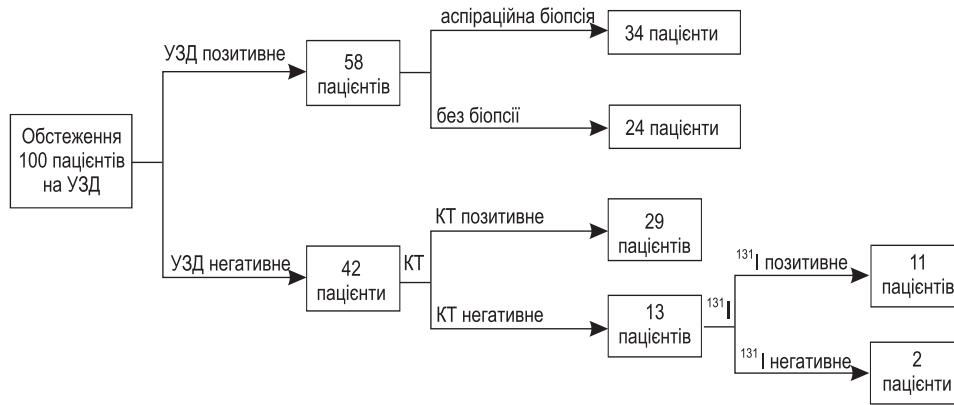 аспіраційна біопсія
34 пацієнти
УЗД позитивне
58
пацієнтів
без біопсії
24 пацієнти
Обстеження
100 пацієнтів
на УЗД
КТ позитивне
29
пацієнтів
УЗД негативне
42
пацієнти
КТ
131I позитивне
11
пацієнтів
КТ негативне
13
пацієнтів
131I
131I негативне
2
пацієнти